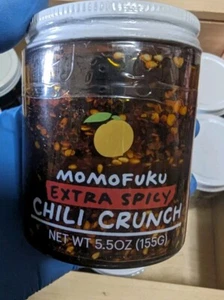 MOMOFUKU
EXTRA SPICY
CHILI CRUNCH
NET WT 5.5OZ (155G)